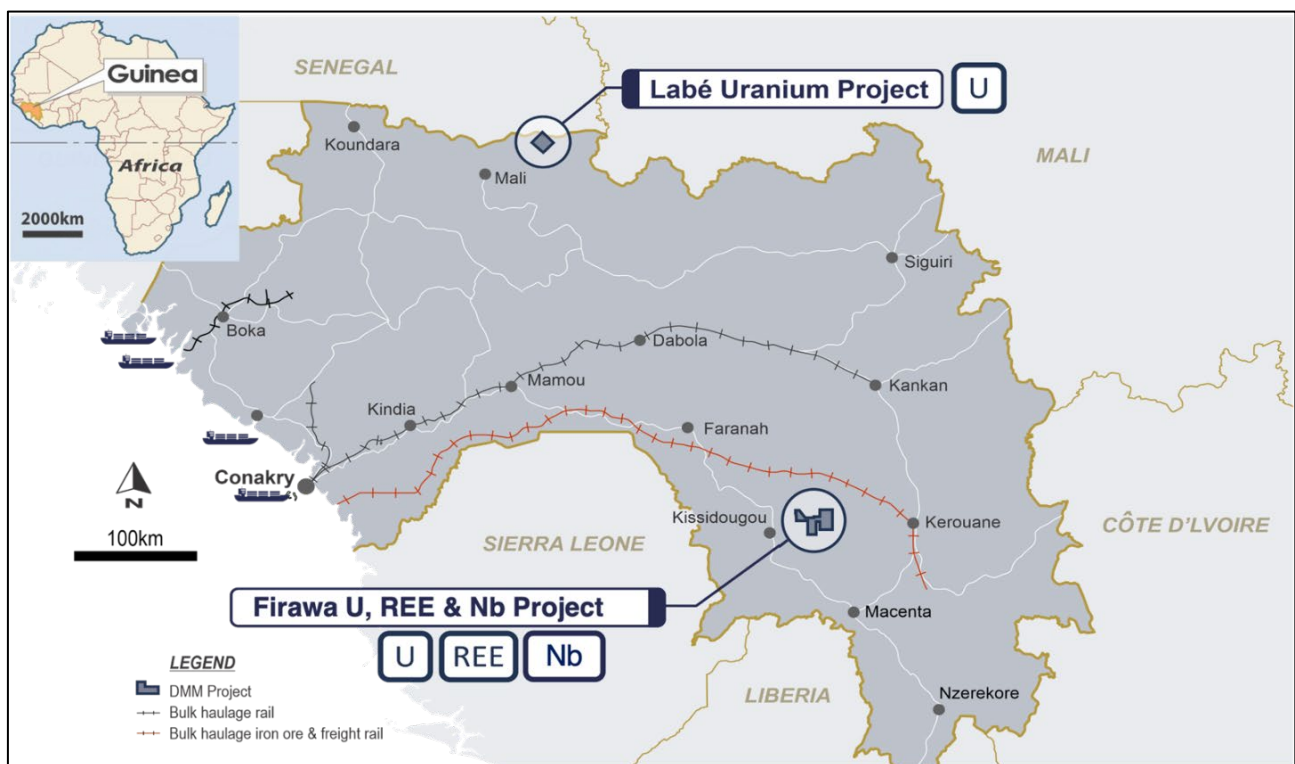 Guinea
Africa
2000km
SENEGAL
Labé Uranium Project
U
MALI
Koundara
Mali
Siguiri
Boka
Dabola
Mamou
Kankan
Kindia
Faranah
Conakry
N
100km
Kissidougou
Kerouane
SIERRA LEONE
CÔTE D'LVOIRE
Firawa U, REE & Nb Project
U
REE
Nb
Macenta
LIBERIA
Nzerekore
LEGEND
DMM Project
Bulk haulage rail
Bulk haulage iron ore & freight rail